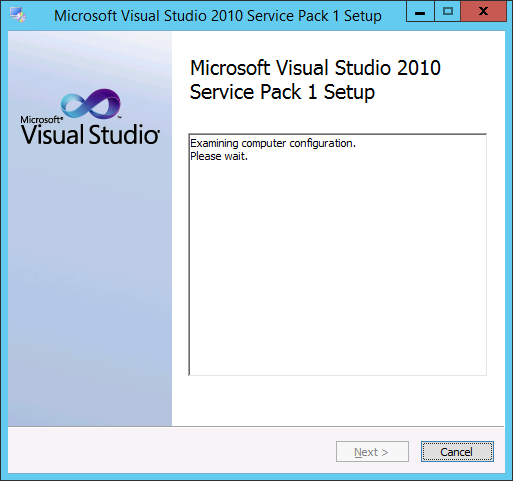 Microsoft Visual Studio 2010 Service Pack 1 Setup
Microsoft Visual Studio 2010
Service Pack 1 Setup
Microsoft®
Visual Studio®
Examining computer configuration.
Please wait.
Next >
Cancel